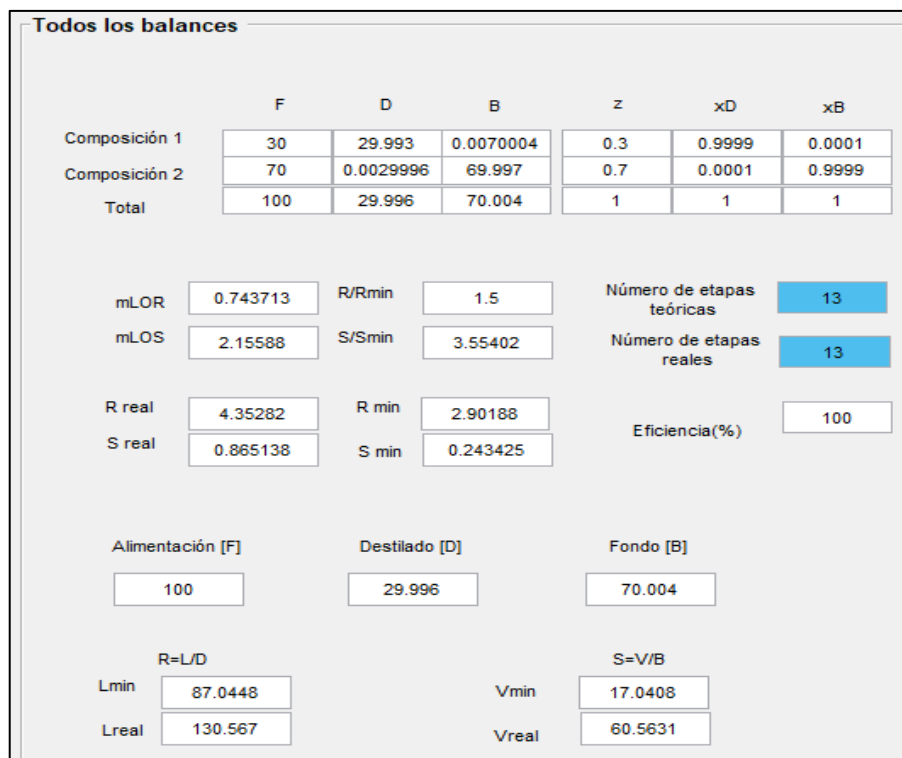 Todos los balances
F D B z xD xB
Composición 1 30 29.993 0.0070004 0.3 0.9999 0.0001
Composición 2 70 0.0029996 69.997 0.7 0.0001 0.9999
Total 100 29.996 70.004 1 1 1
mLOR 0.743713 R/Rmin 1.5 Número de etapas teóricas 13
mLOS 2.15588 S/Smin 3.55402 Número de etapas reales 13
R real 4.35282 R min 2.90188 Eficiencia(%) 100
S real 0.865138 S min 0.243425
Alimentación [F] Destilado [D] Fondo [B]
100 29.996 70.004
R=L/D S=V/B
Lmin 87.0448 Vmin 17.0408
Lreal 130.567 Vreal 60.5631